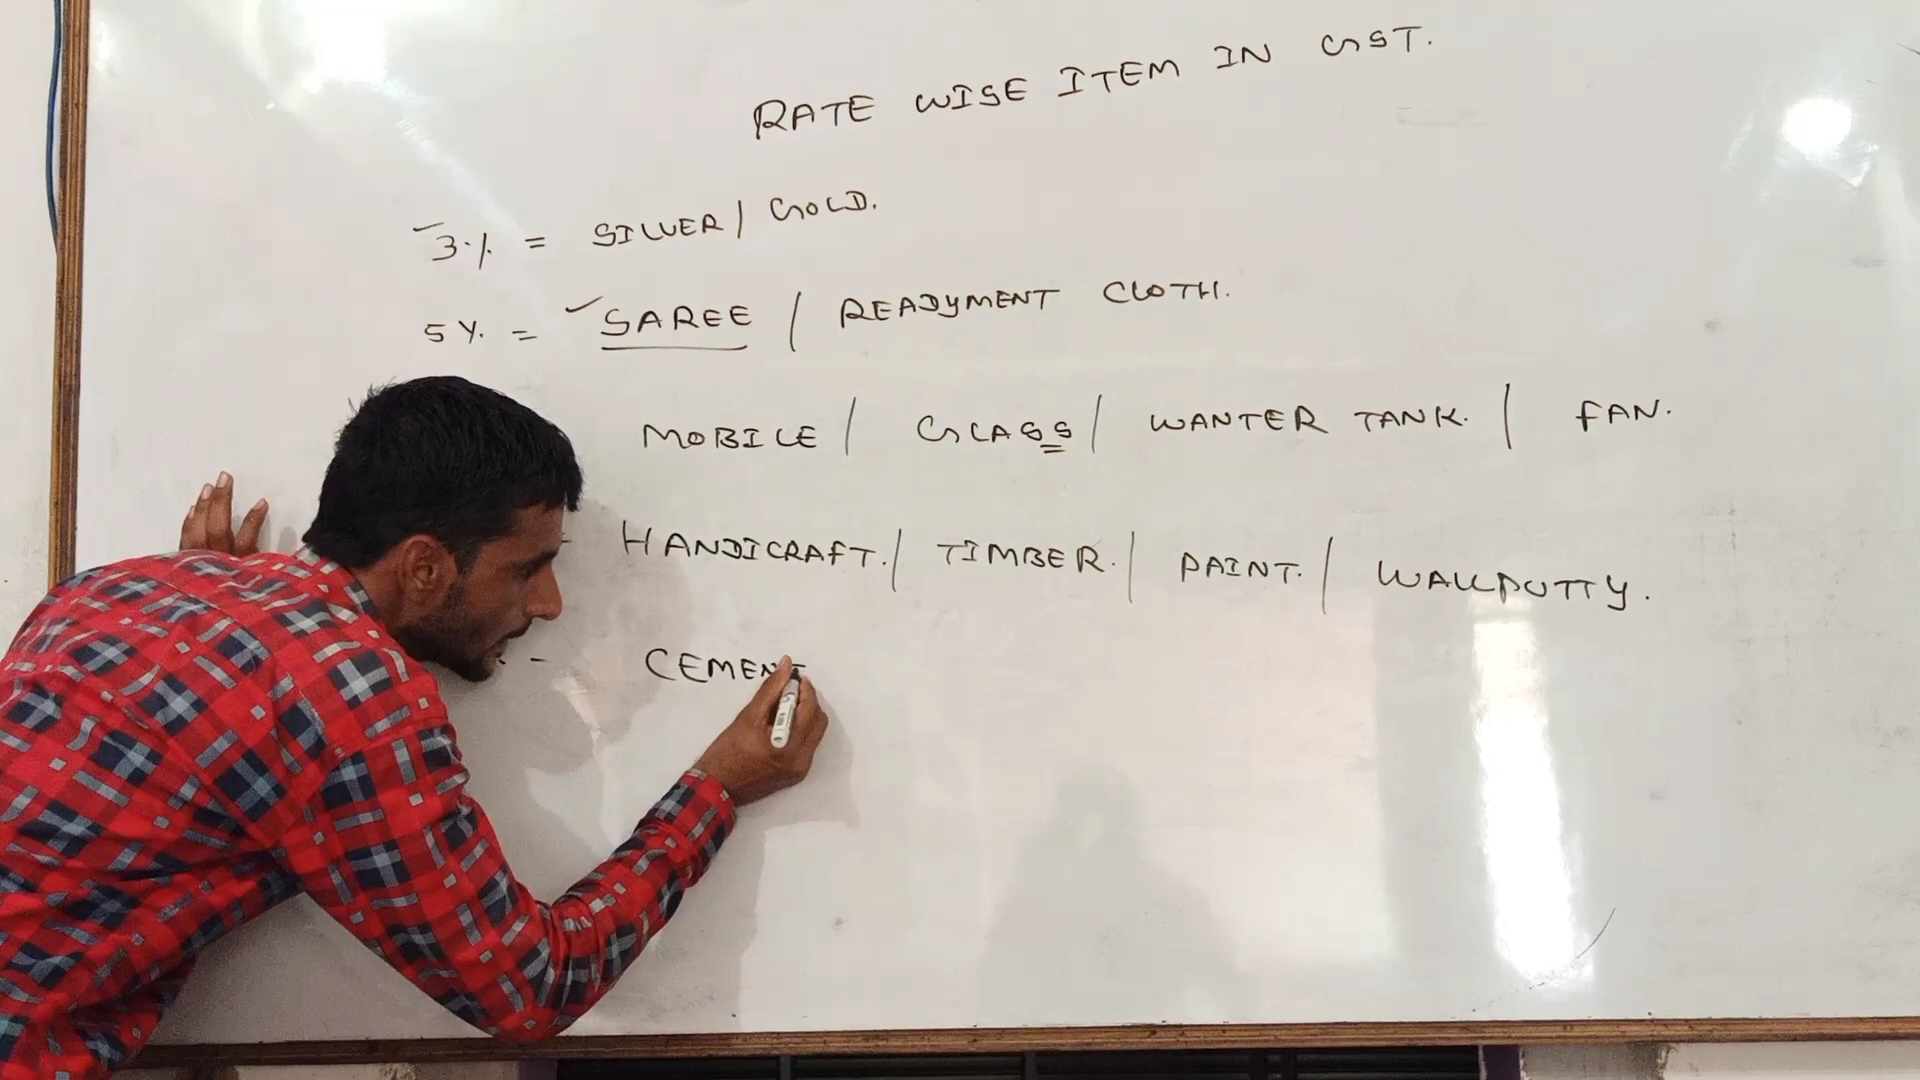 RATE WISE ITEM IN GST.
3% = SILVER / GOLD.
5% = SAREE / READYMENT CLOTH.
MOBILE / GLASS / WANTER TANK. / FAN.
HANDICRAFT. / TIMBER. / PAINT. / WALLPUTTY.
- CEMENT